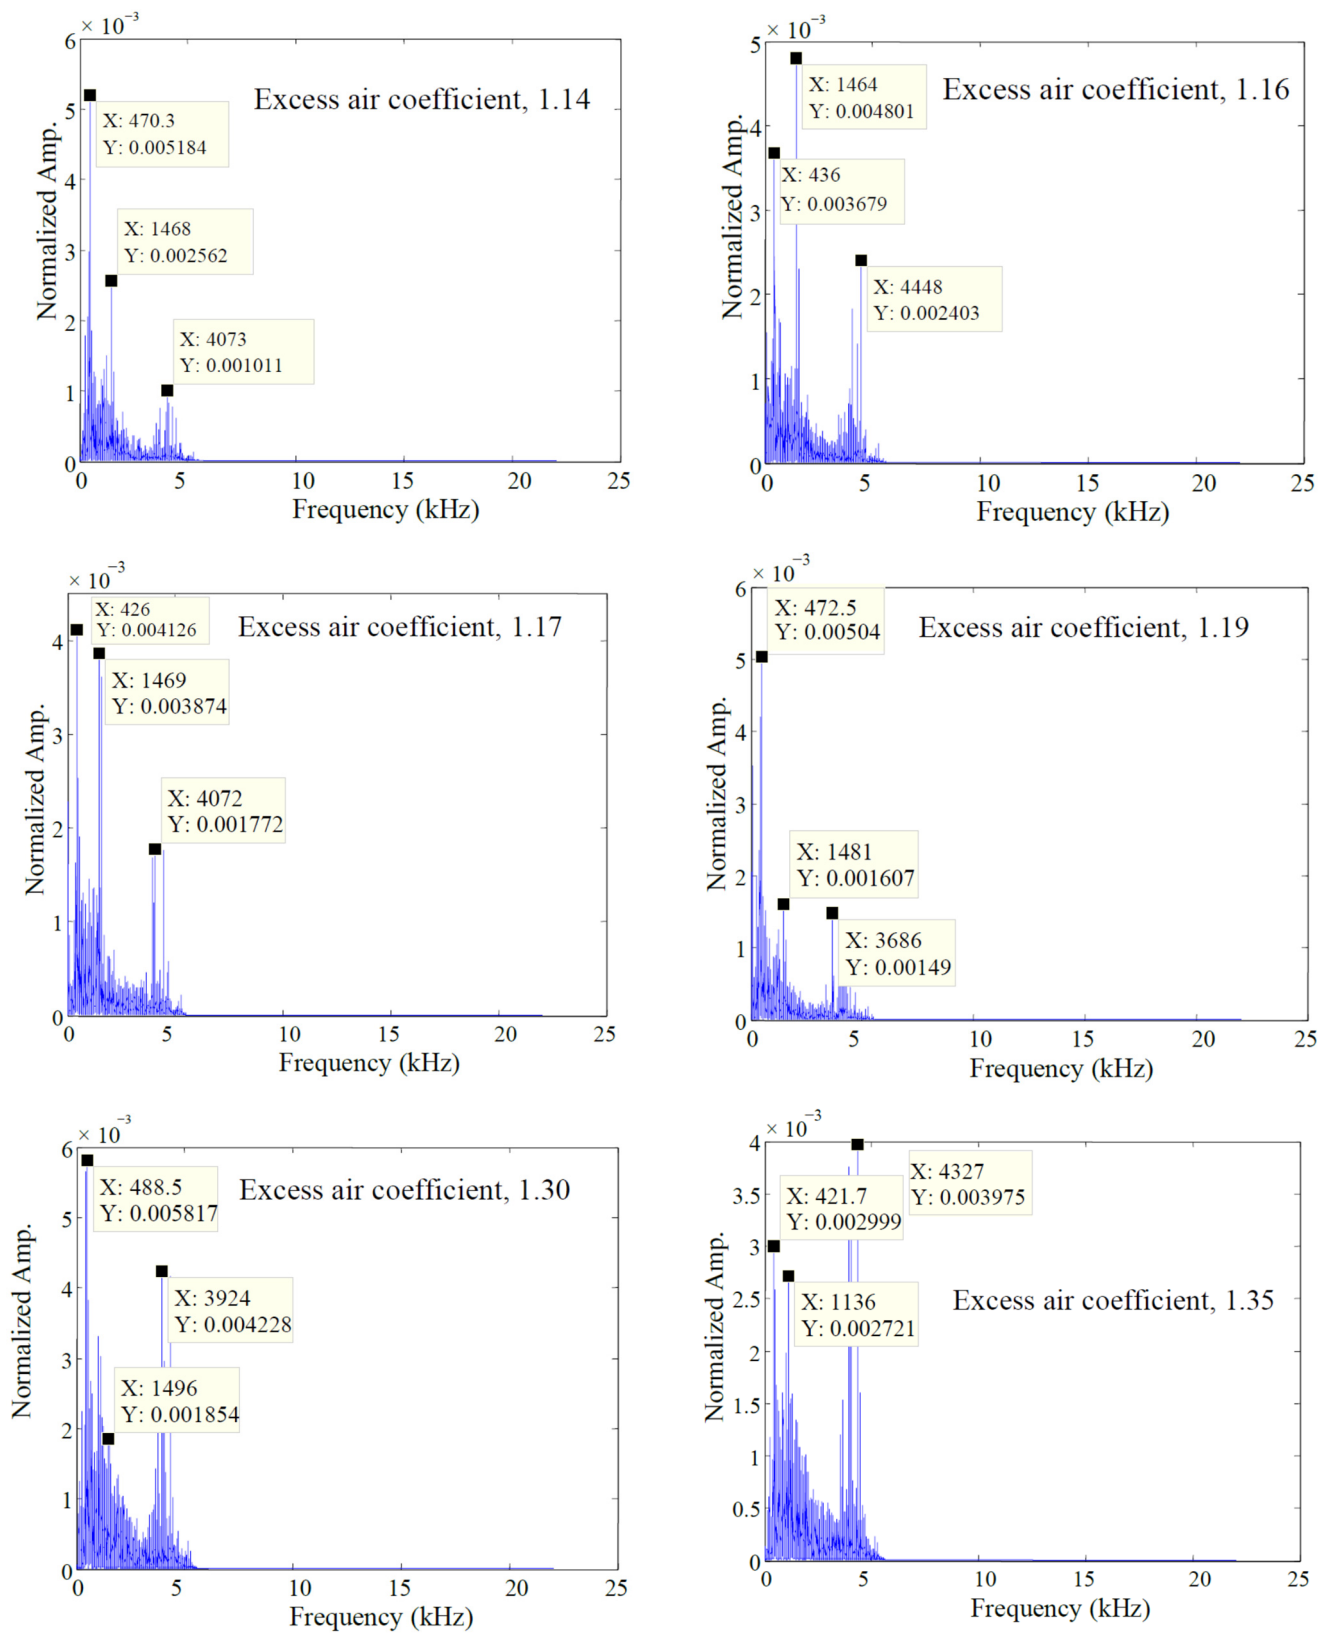 × 10⁻³
6
5
4
3
2
1
0
Normalized Amp.
Excess air coefficient, 1.14
X: 470.3
Y: 0.005184
X: 1468
Y: 0.002562
X: 4073
Y: 0.001011
0 5 10 15 20 25
Frequency (kHz)
× 10⁻³
5
4
3
2
1
0
Normalized Amp.
Excess air coefficient, 1.16
X: 1464
Y: 0.004801
X: 436
Y: 0.003679
X: 4448
Y: 0.002403
0 5 10 15 20 25
Frequency (kHz)
× 10⁻³
4
3
2
1
0
Normalized Amp.
Excess air coefficient, 1.17
X: 426
Y: 0.004126
X: 1469
Y: 0.003874
X: 4072
Y: 0.001772
0 5 10 15 20 25
Frequency (kHz)
× 10⁻³
6
5
4
3
2
1
0
Normalized Amp.
Excess air coefficient, 1.19
X: 472.5
Y: 0.00504
X: 1481
Y: 0.001607
X: 3686
Y: 0.00149
0 5 10 15 20 25
Frequency (kHz)
× 10⁻³
6
5
4
3
2
1
0
Normalized Amp.
Excess air coefficient, 1.30
X: 488.5
Y: 0.005817
X: 3924
Y: 0.004228
X: 1496
Y: 0.001854
0 5 10 15 20 25
Frequency (kHz)
× 10⁻³
4
3.5
3
2.5
2
1.5
1
0.5
0
Normalized Amp.
X: 4327
Y: 0.003975
X: 421.7
Y: 0.002999
X: 1136
Y: 0.002721
Excess air coefficient, 1.35
0 5 10 15 20 25
Frequency (kHz)